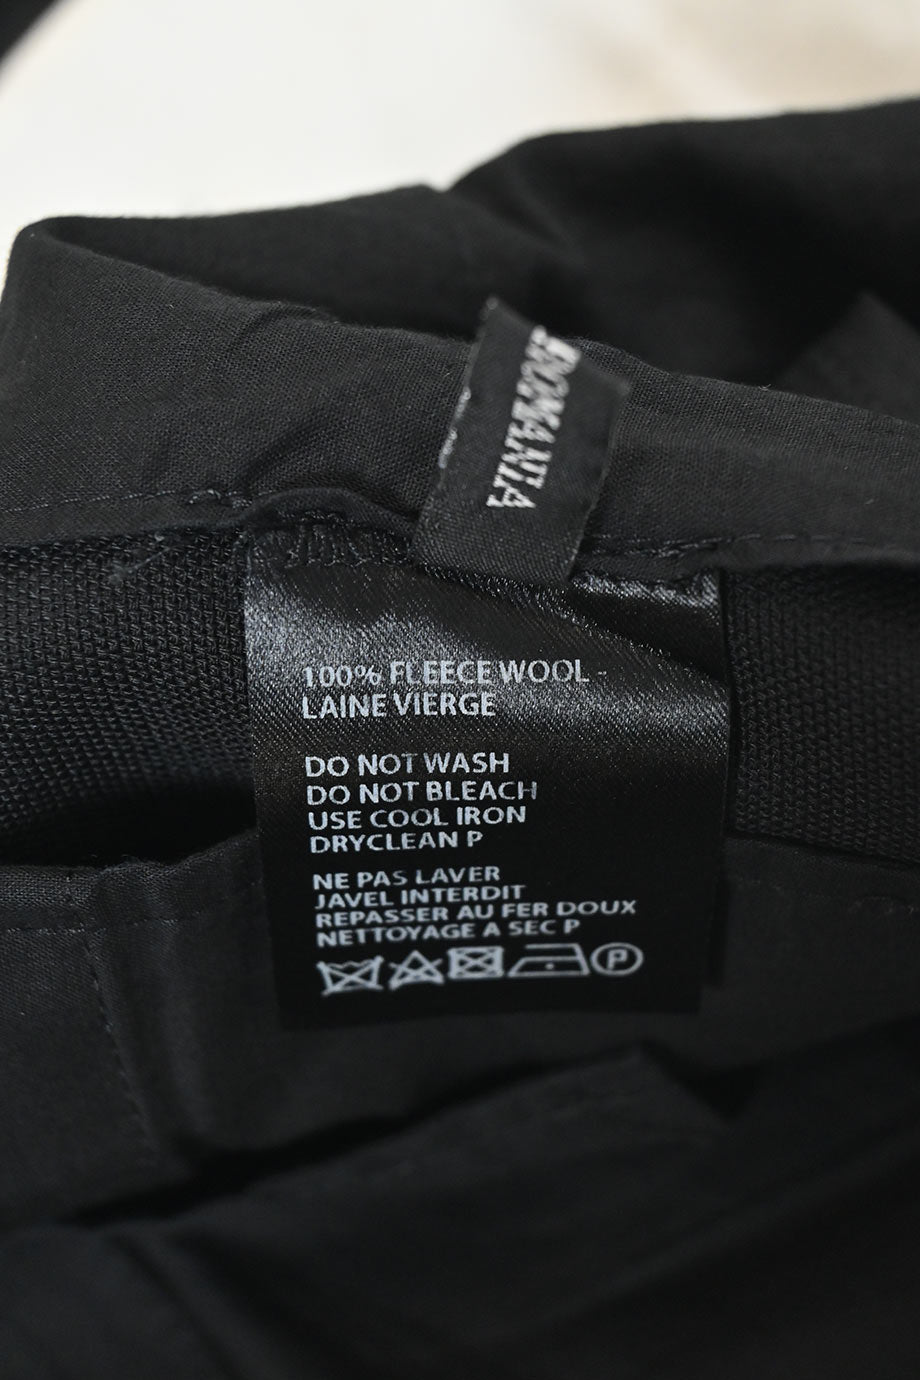 ROMANIA
100% FLEECE WOOL -
LAINE VIERGE
DO NOT WASH
DO NOT BLEACH
USE COOL IRON
DRYCLEAN P
NE PAS LAVER
JAVEL INTERDIT
REPASSER AU FER DOUX
NETTOYAGE A SEC P
P